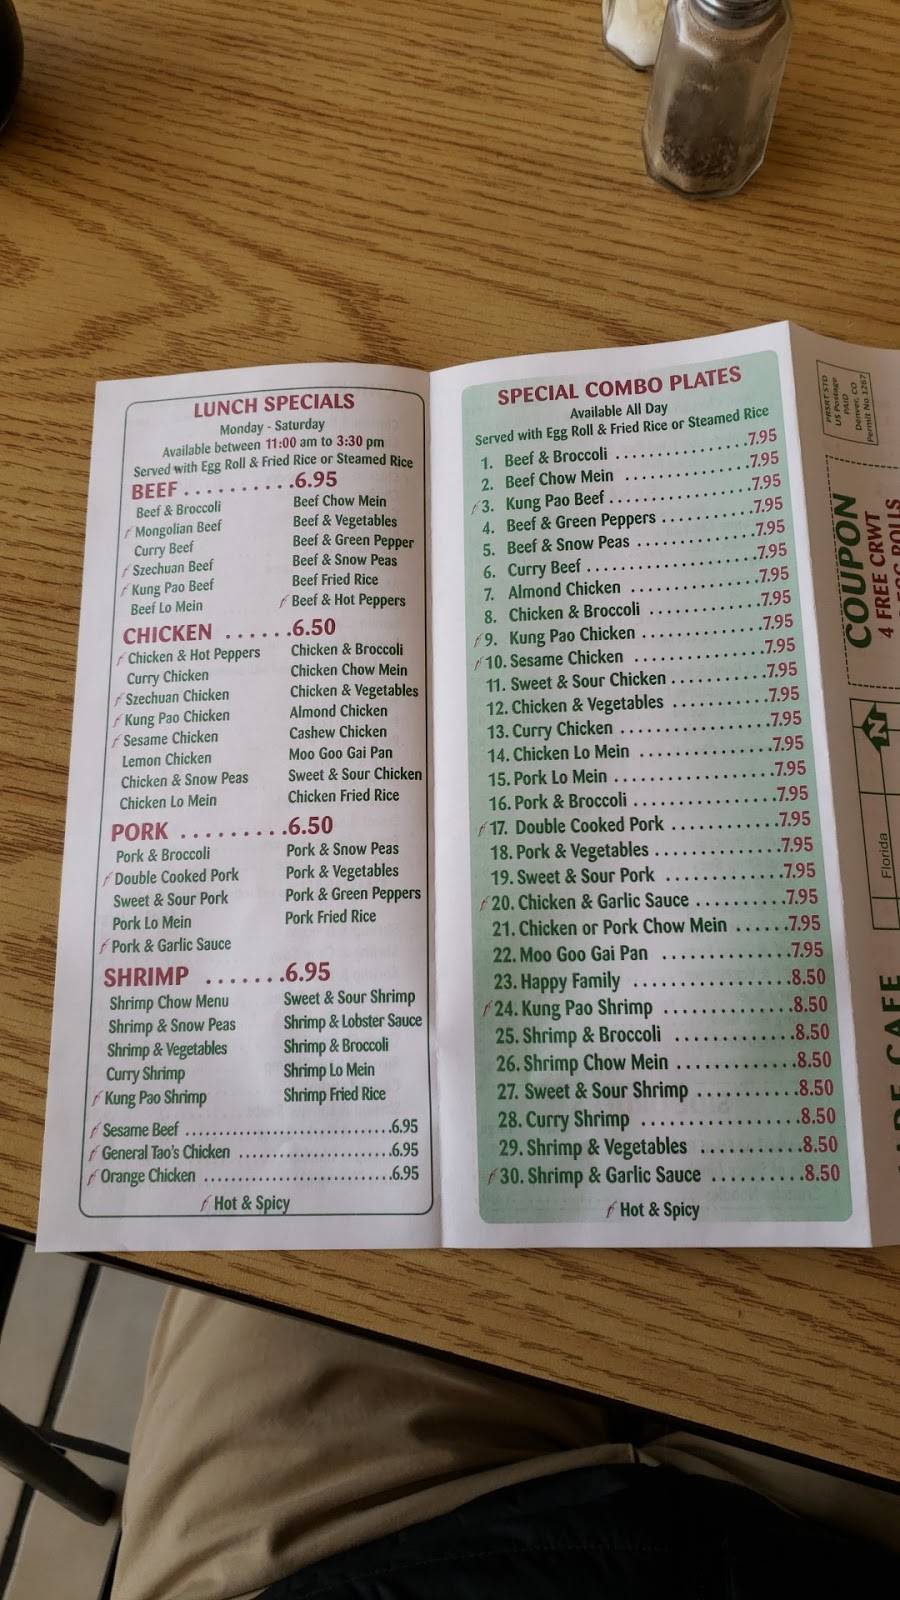 LUNCH SPECIALS
Monday - Saturday
Available between 11:00 am to 3:30 pm
Served with Egg Roll & Fried Rice or Steamed Rice
BEEF . . . . . . . . . .6.95
Beef & Broccoli Beef Chow Mein
Mongolian Beef Beef & Vegetables
Curry Beef Beef & Green Pepper
Szechuan Beef Beef & Snow Peas
Kung Pao Beef Beef Fried Rice
Beef Lo Mein Beef & Hot Peppers
CHICKEN . . . . . .6.50
Chicken & Hot Peppers Chicken & Broccoli
Curry Chicken Chicken Chow Mein
Szechuan Chicken Chicken & Vegetables
Kung Pao Chicken Almond Chicken
Sesame Chicken Cashew Chicken
Lemon Chicken Moo Goo Gai Pan
Chicken & Snow Peas Sweet & Sour Chicken
Chicken Lo Mein Chicken Fried Rice
PORK . . . . . . . . .6.50
Pork & Broccoli Pork & Snow Peas
Double Cooked Pork Pork & Vegetables
Sweet & Sour Pork Pork & Green Peppers
Pork Lo Mein Pork Fried Rice
Pork & Garlic Sauce
SHRIMP . . . . . . .6.95
Shrimp Chow Menu Sweet & Sour Shrimp
Shrimp & Snow Peas Shrimp & Lobster Sauce
Shrimp & Vegetables Shrimp & Broccoli
Curry Shrimp Shrimp Lo Mein
Kung Pao Shrimp Shrimp Fried Rice
Sesame Beef ..................................6.95
General Tao's Chicken ...........................6.95
Orange Chicken .................................6.95
Hot & Spicy
SPECIAL COMBO PLATES
Available All Day
Served with Egg Roll & Fried Rice or Steamed Rice
1. Beef & Broccoli . . . . . . . . . . . . . . .7.95
2. Beef Chow Mein . . . . . . . . . . . . . .7.95
3. Kung Pao Beef . . . . . . . . . . . . . . . .7.95
4. Beef & Green Peppers . . . . . . . . . .7.95
5. Beef & Snow Peas . . . . . . . . . . . . .7.95
6. Curry Beef . . . . . . . . . . . . . . . . . . .7.95
7. Almond Chicken . . . . . . . . . . . . . .7.95
8. Chicken & Broccoli . . . . . . . . . . . .7.95
9. Kung Pao Chicken . . . . . . . . . . . . .7.95
10. Sesame Chicken . . . . . . . . . . . . . .7.95
11. Sweet & Sour Chicken . . . . . . . . . .7.95
12. Chicken & Vegetables . . . . . . . . . .7.95
13. Curry Chicken . . . . . . . . . . . . . . .7.95
14. Chicken Lo Mein . . . . . . . . . . . . . .7.95
15. Pork Lo Mein . . . . . . . . . . . . . . . .7.95
16. Pork & Broccoli . . . . . . . . . . . . . . .7.95
17. Double Cooked Pork . . . . . . . . . . .7.95
18. Pork & Vegetables . . . . . . . . . . . . .7.95
19. Sweet & Sour Pork . . . . . . . . . . . .7.95
20. Chicken & Garlic Sauce . . . . . . . . .7.95
21. Chicken or Pork Chow Mein . . . . . .7.95
22. Moo Goo Gai Pan . . . . . . . . . . . . .7.95
23. Happy Family . . . . . . . . . . . . . . . .8.50
24. Kung Pao Shrimp . . . . . . . . . . . . .8.50
25. Shrimp & Broccoli . . . . . . . . . . . .8.50
26. Shrimp Chow Mein . . . . . . . . . . . .8.50
27. Sweet & Sour Shrimp . . . . . . . . . .8.50
28. Curry Shrimp . . . . . . . . . . . . . . . .8.50
29. Shrimp & Vegetables . . . . . . . . . . .8.50
30. Shrimp & Garlic Sauce . . . . . . . . .8.50
Hot & Spicy
PRSRT STD
US Postage
PAID
Denver, CO
Permit No 1267
COUPON
4 FREE CRWT
EGG ROLLS
N
Florida
CAFE